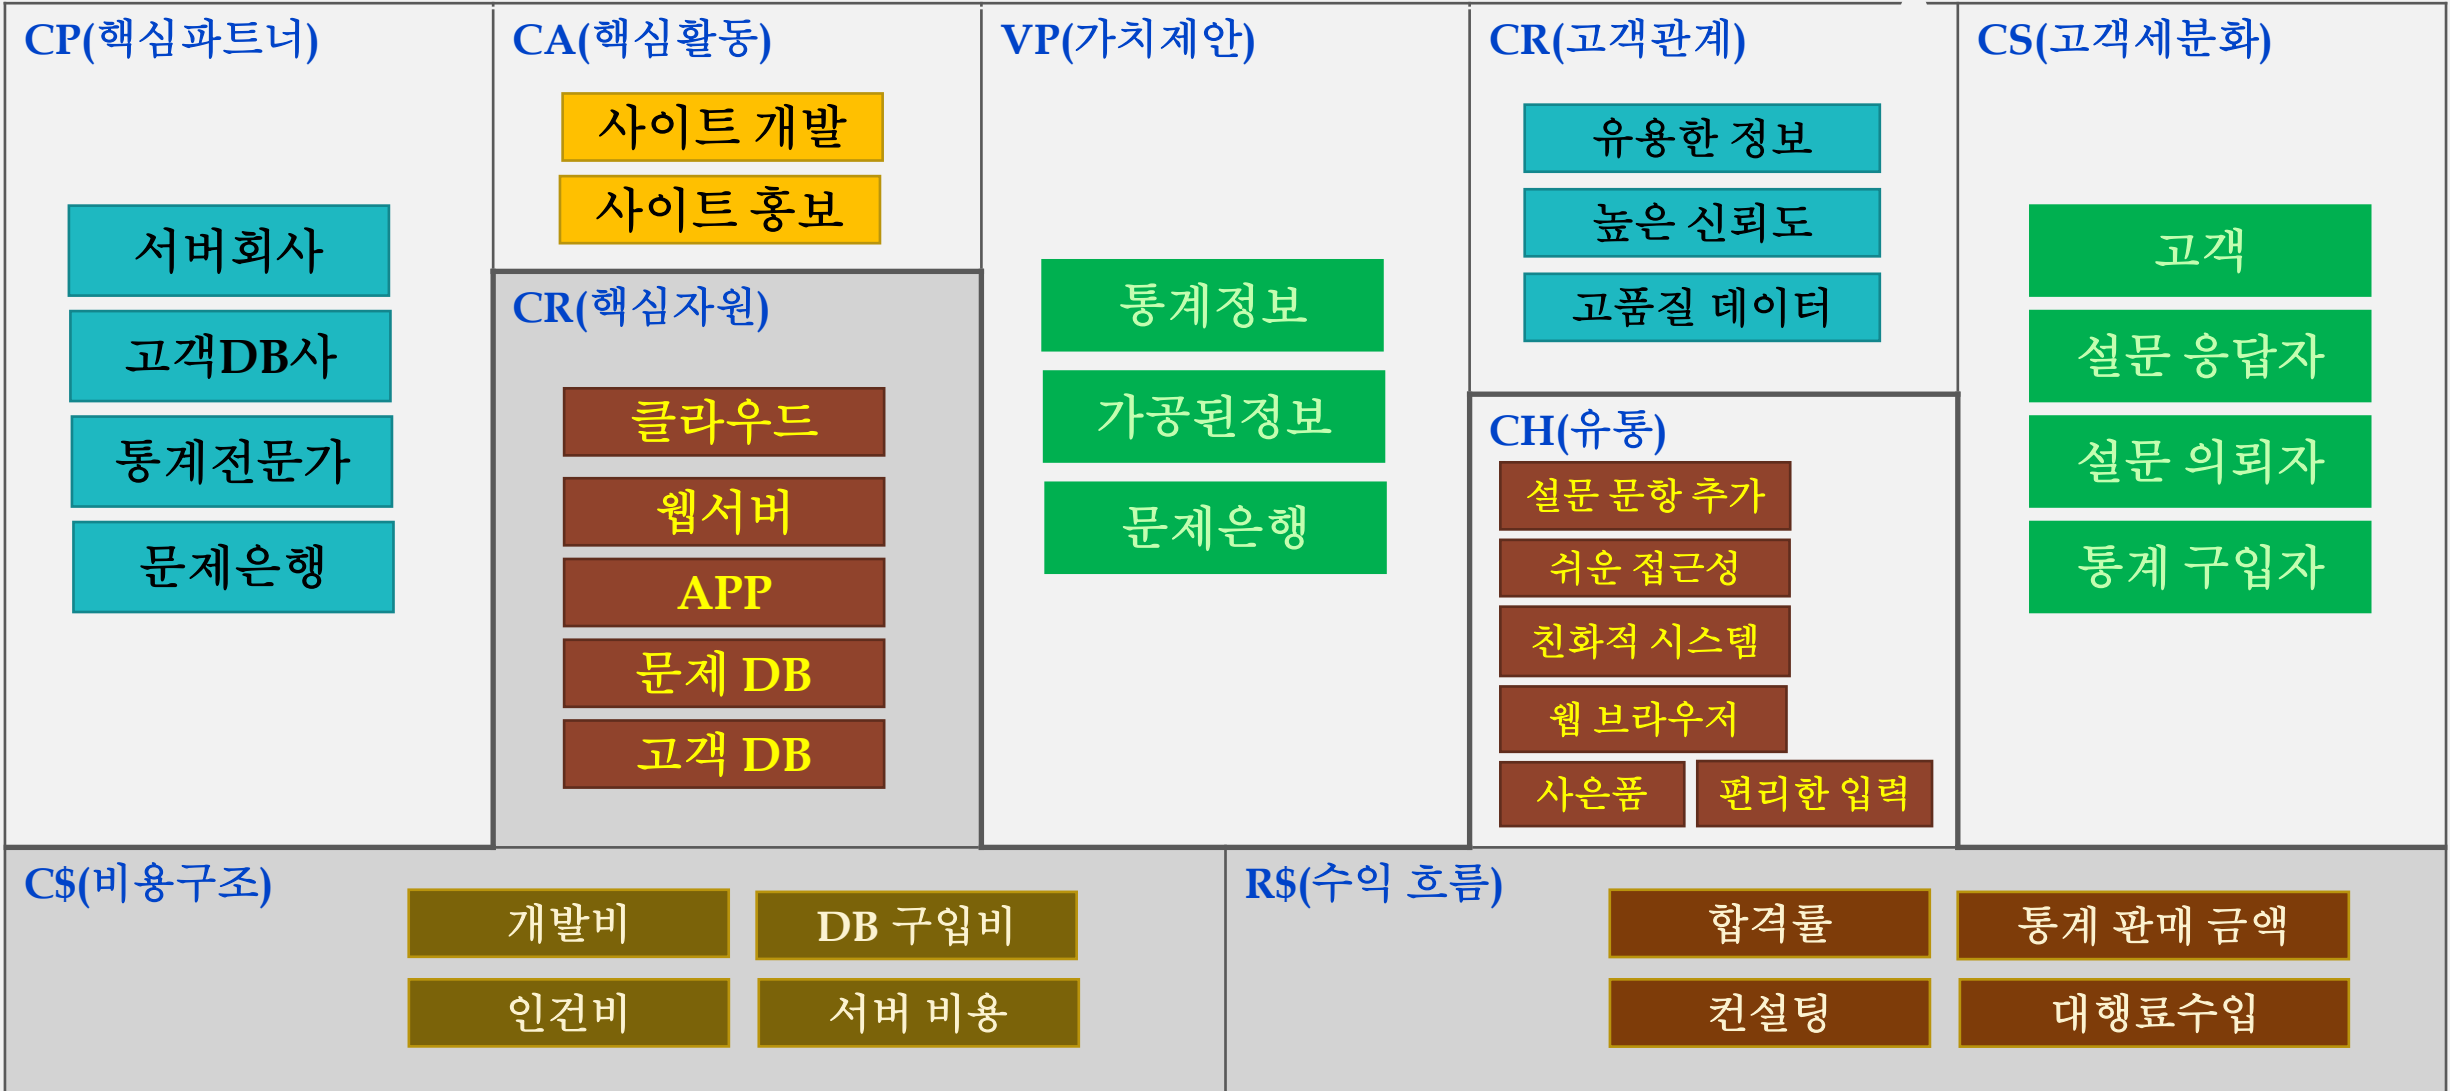 CP(핵심파트너)
서버회사
고객DB사
통계전문가
문제은행
CA(핵심활동)
사이트 개발
사이트 홍보
CR(핵심자원)
클라우드
웹서버
APP
문제 DB
고객 DB
VP(가치제안)
통계정보
가공된정보
문제은행
CR(고객관계)
유용한 정보
높은 신뢰도
고품질 데이터
CH(유통)
설문 문항 추가
쉬운 접근성
친화적 시스템
웹 브라우저
사은품
편리한 입력
CS(고객세분화)
고객
설문 응답자
설문 의뢰자
통계 구입자
C$(비용구조)
개발비
DB 구입비
인건비
서버 비용
R$(수익 흐름)
합격률
통계 판매 금액
컨설팅
대행료수입